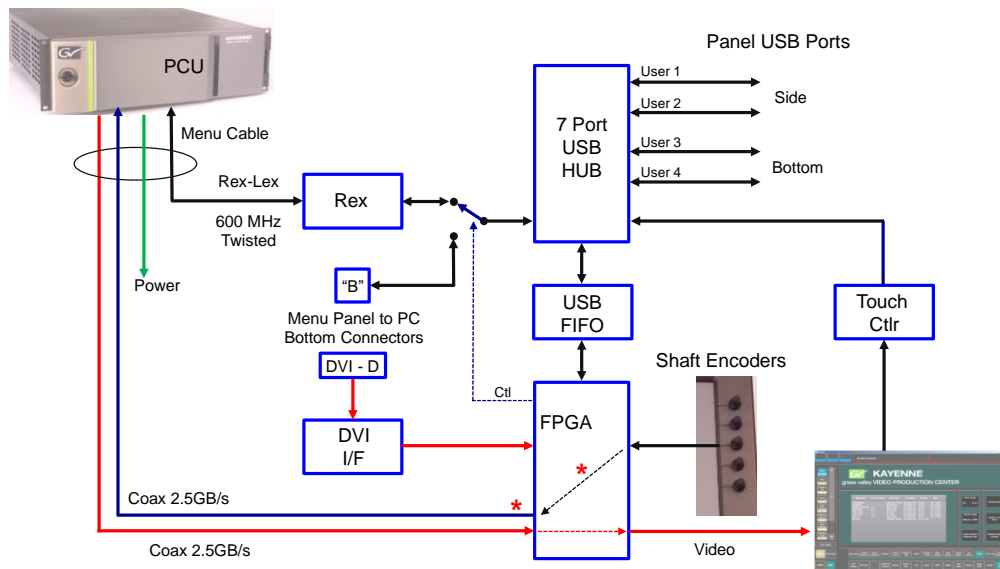 KAYENNE
PCU
Panel USB Ports
User 1
Side
User 2
7 Port
USB
HUB
User 3
Bottom
User 4
Menu Cable
Rex-Lex
Rex
600 MHz
Twisted
Power
“B”
USB
FIFO
Touch
Ctlr
Menu Panel to PC
Bottom Connectors
DVI - D
Shaft Encoders
Ctl
FPGA
DVI
I/F
*
*
KAYENNE
grass valley VIDEO PRODUCTION CENTER
Coax 2.5GB/s
Coax 2.5GB/s
Video